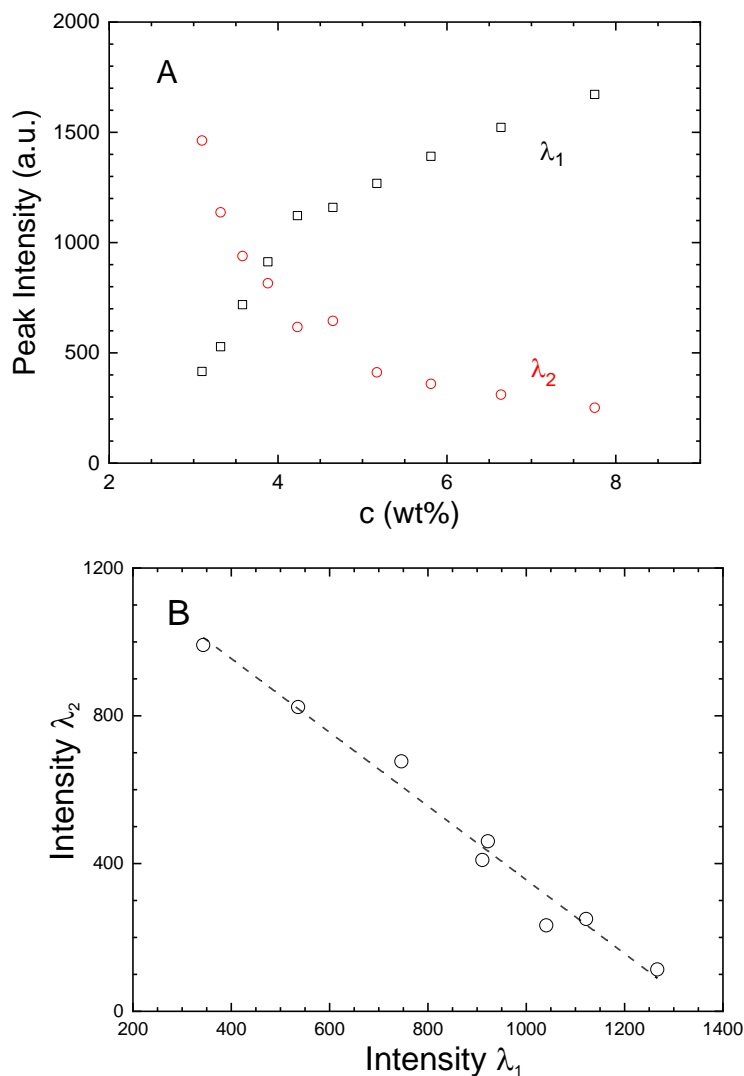 A
2000
1500
1000
500
0
Peak Intensity (a.u.)
λ₁
λ₂
2 4 6 8
c (wt%)
B
1200
800
400
0
Intensity λ₂
200 400 600 800 1000 1200 1400
Intensity λ₁